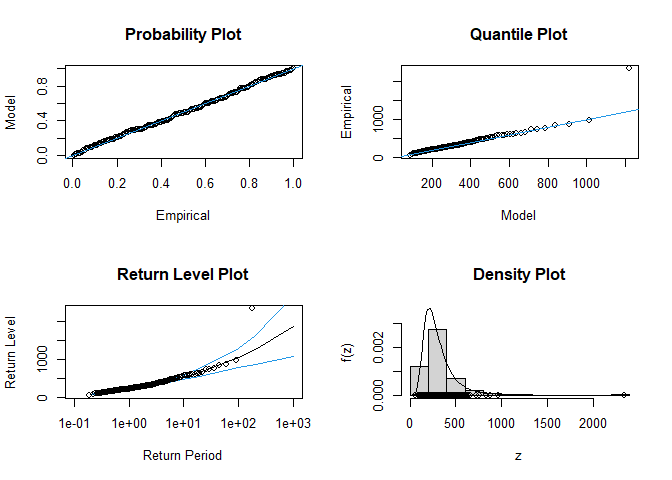 Probability Plot
Model
0.0 0.4 0.8
0.0 0.2 0.4 0.6 0.8 1.0
Empirical
Quantile Plot
Empirical
0 1000
200 400 600 800 1000
Model
Return Level Plot
Return Level
0 1000
1e-01 1e+00 1e+01 1e+02 1e+03
Return Period
Density Plot
f(z)
0.000 0.002
0 500 1000 1500 2000
z